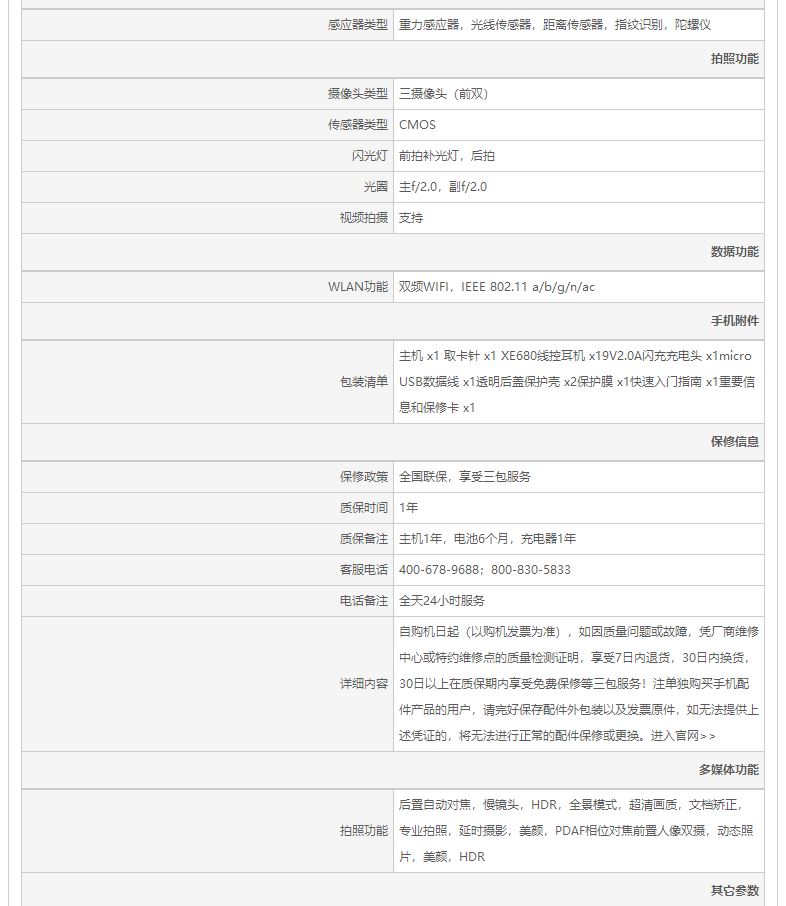 感应器类型 重力感应器，光线传感器，距离传感器，指纹识别，陀螺仪
拍照功能
摄像头类型 三摄像头（前双）
传感器类型 CMOS
闪光灯 前拍补光灯，后拍
光圈 主f/2.0，副f/2.0
视频拍摄 支持
数据功能
WLAN功能 双频WIFI，IEEE 802.11 a/b/g/n/ac
手机附件
包装清单 主机 x1 取卡针 x1 XE680线控耳机 x19V2.0A闪充充电头 x1micro
USB数据线 x1透明后盖保护壳 x2保护膜 x1快速入门指南 x1重要信
息和保修卡 x1
保修信息
保修政策 全国联保，享受三包服务
质保时间 1年
质保备注 主机1年，电池6个月，充电器1年
客服电话 400-678-9688；800-830-5833
电话备注 全天24小时服务
详细内容 自购机日起（以购机发票为准），如因质量问题或故障，凭厂商维修
中心或特约维修点的质量检测证明，享受7日内退货，30日内换货，
30日以上在质保期内享受免费保修等三包服务！注单独购买手机配
件产品的用户，请完好保存配件外包装以及发票原件，如无法提供上
述凭证的，将无法进行正常的配件保修或更换。进入官网>>
多媒体功能
拍照功能 后置自动对焦，慢镜头，HDR，全景模式，超清画质，文档矫正，
专业拍照，延时摄影，美颜，PDAF相位对焦前置人像双摄，动态照
片，美颜，HDR
其它参数